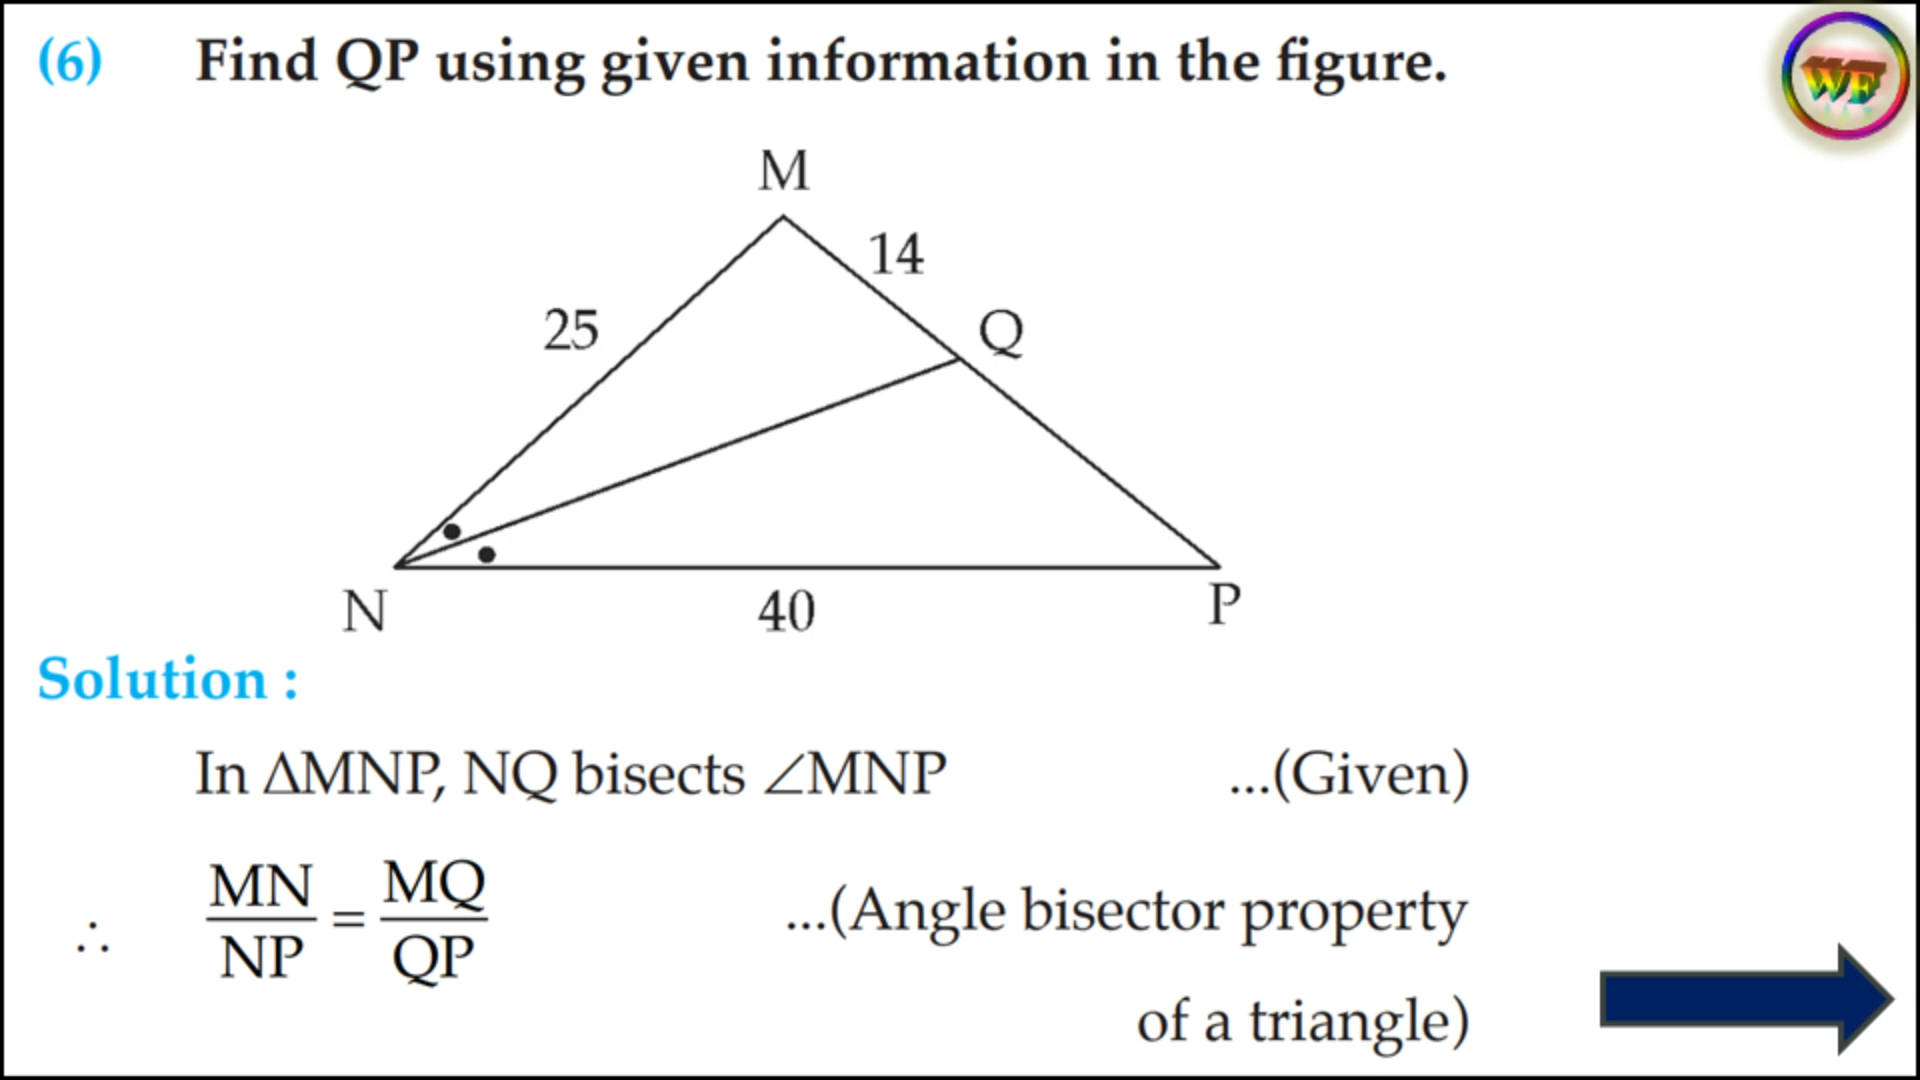 (6) Find QP using given information in the figure.
WE
M
14
25
Q
N
40
P
Solution :
In ΔMNP, NQ bisects ∠MNP ...(Given)
∴ MN/NP = MQ/QP ...(Angle bisector property
of a triangle)